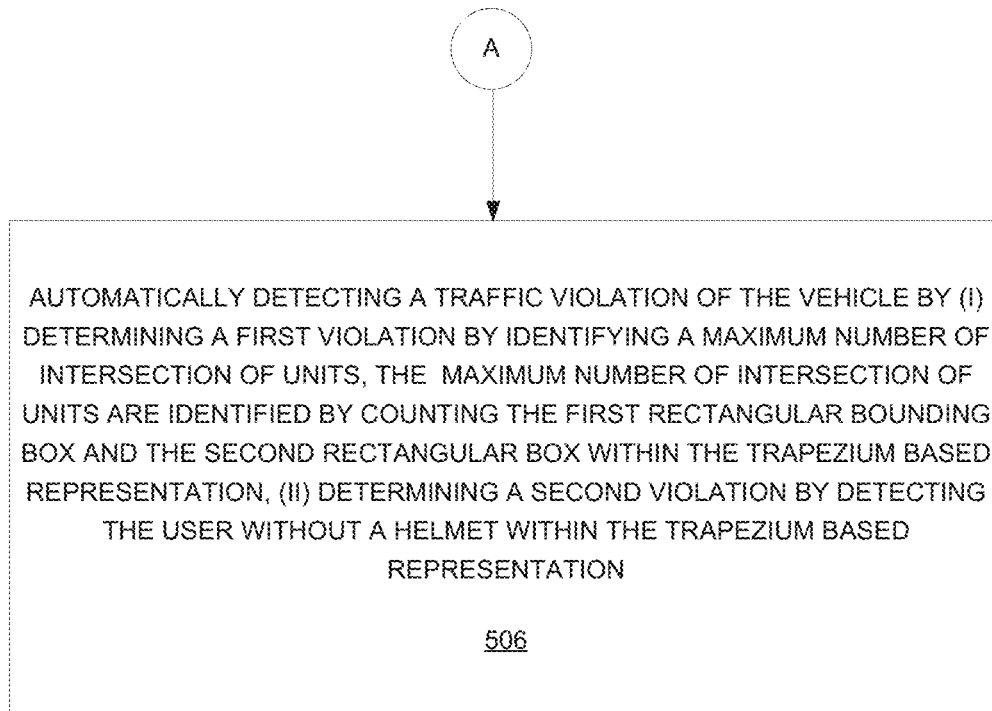 A
AUTOMATICALLY DETECTING A TRAFFIC VIOLATION OF THE VEHICLE BY (I)
DETERMINING A FIRST VIOLATION BY IDENTIFYING A MAXIMUM NUMBER OF
INTERSECTION OF UNITS, THE MAXIMUM NUMBER OF INTERSECTION OF
UNITS ARE IDENTIFIED BY COUNTING THE FIRST RECTANGULAR BOUNDING
BOX AND THE SECOND RECTANGULAR BOX WITHIN THE TRAPEZIUM BASED
REPRESENTATION, (II) DETERMINING A SECOND VIOLATION BY DETECTING
THE USER WITHOUT A HELMET WITHIN THE TRAPEZIUM BASED
REPRESENTATION
506